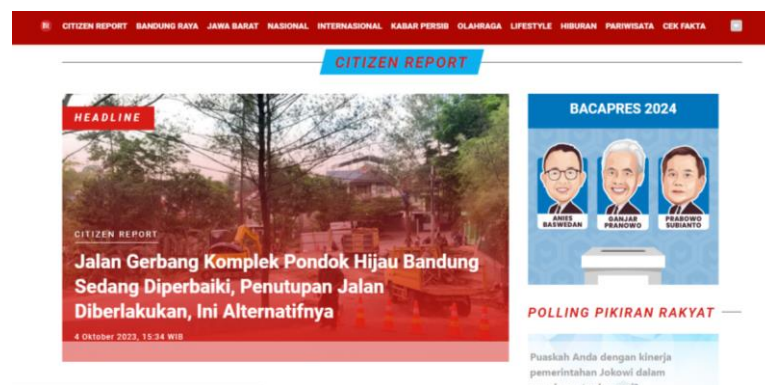 CITIZEN REPORT BANDUNG RAYA JAWA BARAT NASIONAL INTERNASIONAL KABAR PERSIB OLAHRAGA LIFESTYLE HIBURAN PARIWISATA CEK FAKTA
CITIZEN REPORT
HEADLINE
CITIZEN REPORT
Jalan Gerbang Komplek Pondok Hijau Bandung
Sedang Diperbaiki, Penutupan Jalan
Diberlakukan, Ini Alternatifnya
4 Oktober 2023, 15:34 WIB
BACAPRES 2024
ANIES
BASWEDAN
GANJAR
PRANOWO
PRABOWO
SUBIANTO
POLLING PIKIRAN RAKYAT
Puaskah Anda dengan kinerja
pemerintahan Jokowi dalam